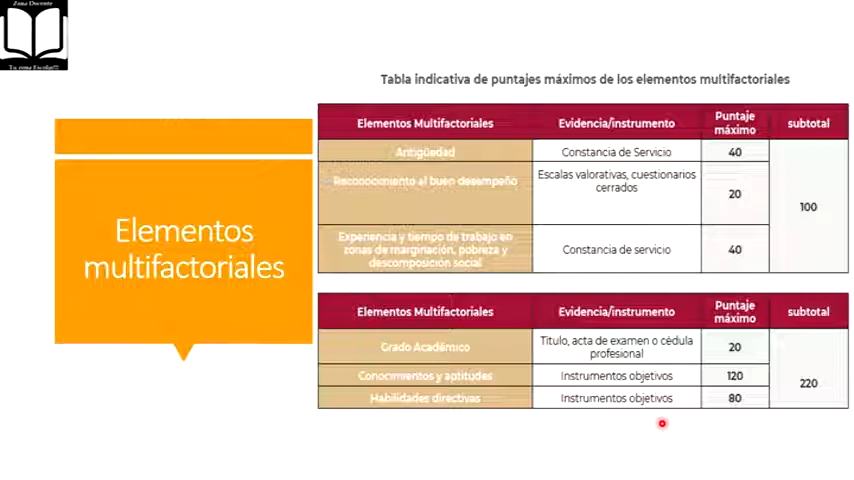 Zona Docente
Tu zona Escolar!!!
Tabla indicativa de puntajes máximos de los elementos multifactoriales
Elementos
multifactoriales
Elementos Multifactoriales Evidencia/instrumento Puntaje máximo subtotal
Antigüedad Constancia de Servicio 40
Reconocimiento al buen desempeño Escalas valorativas, cuestionarios cerrados 20
100
Experiencia y tiempo de trabajo en
zonas de marginación, pobreza y
descomposición social
Constancia de servicio 40
Elementos Multifactoriales Evidencia/instrumento Puntaje máximo subtotal
Grado Académico Titulo, acta de examen o cédula profesional 20
Conocimientos y aptitudes Instrumentos objetivos 120
220
Habilidades directivas Instrumentos objetivos 80